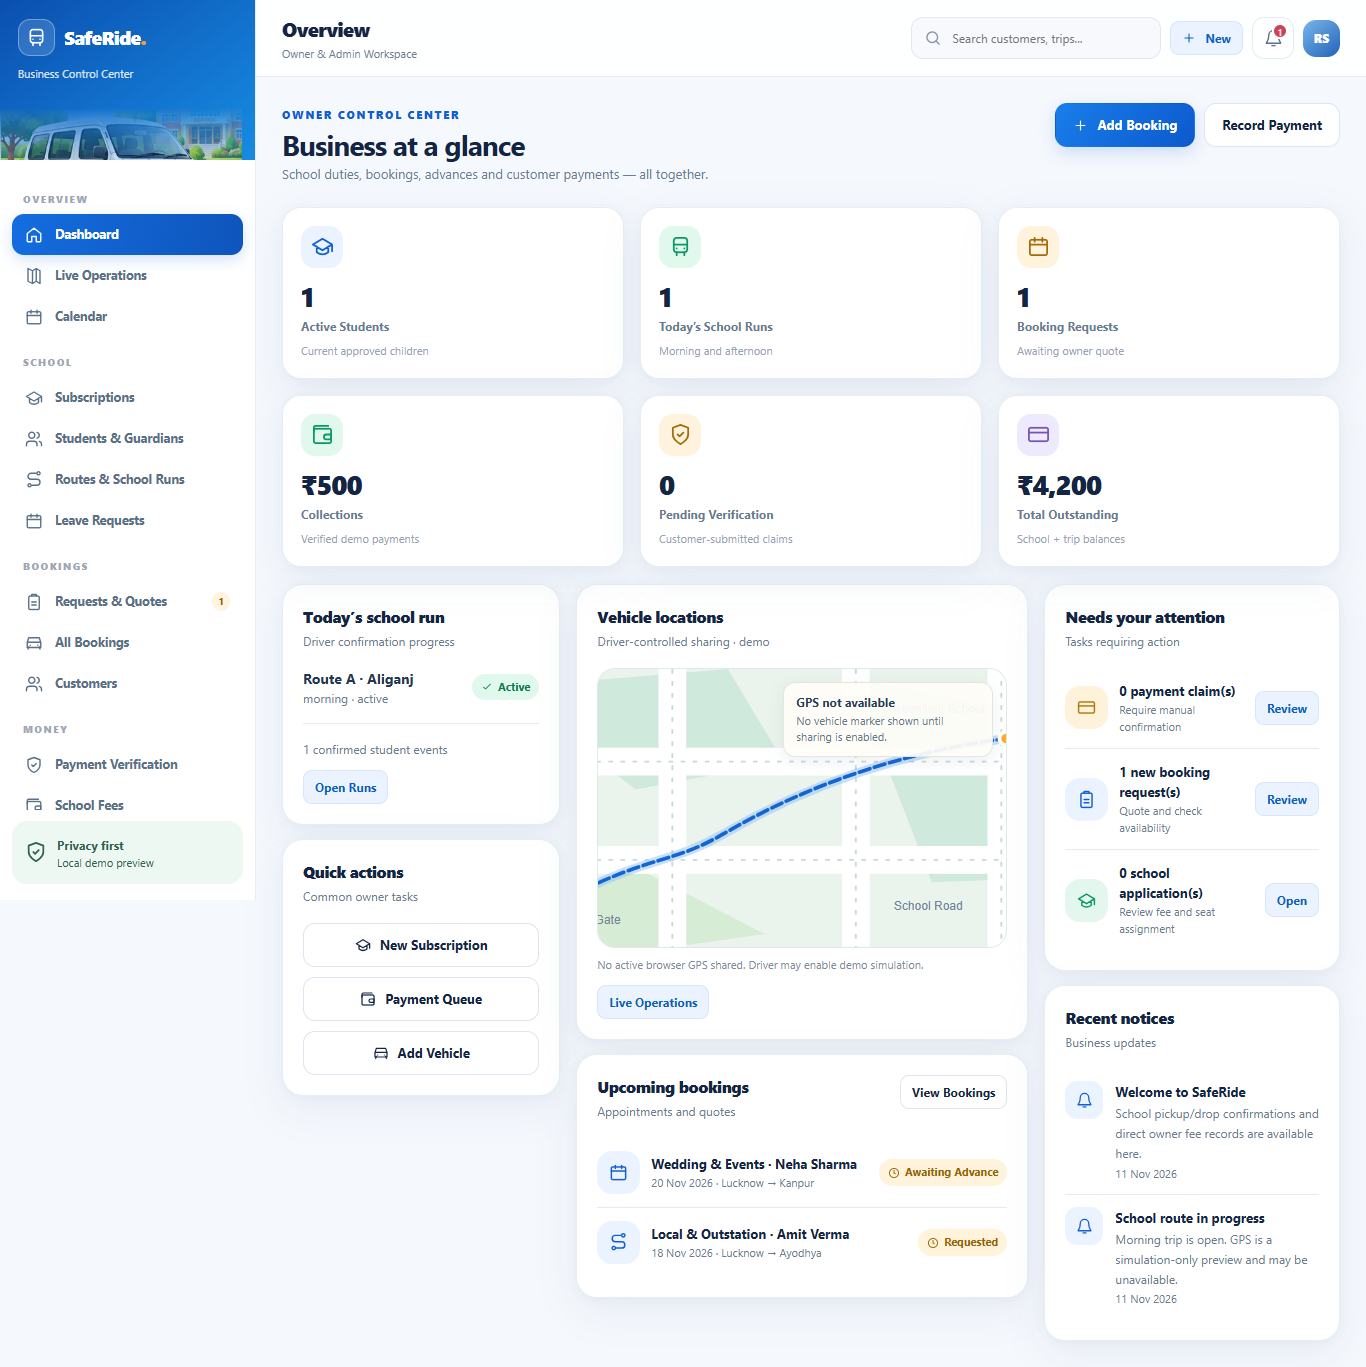 SafeRide.
Business Control Center
OVERVIEW
Dashboard
Live Operations
Calendar
SCHOOL
Subscriptions
Students & Guardians
Routes & School Runs
Leave Requests
BOOKINGS
Requests & Quotes 1
All Bookings
Customers
MONEY
Payment Verification
School Fees
Privacy first
Local demo preview
Overview
Owner & Admin Workspace
Search customers, trips...
+ New
1
RS
OWNER CONTROL CENTER
Business at a glance
School duties, bookings, advances and customer payments — all together.
+ Add Booking
Record Payment
1
Active Students
Current approved children
1
Today's School Runs
Morning and afternoon
1
Booking Requests
Awaiting owner quote
₹500
Collections
Verified demo payments
0
Pending Verification
Customer-submitted claims
₹4,200
Total Outstanding
School + trip balances
Today's school run
Driver confirmation progress
Route A · Aliganj
morning · active
Active
1 confirmed student events
Open Runs
Quick actions
Common owner tasks
New Subscription
Payment Queue
Add Vehicle
Vehicle locations
Driver-controlled sharing · demo
GPS not available
No vehicle marker shown until
sharing is enabled.
School Road
Gate
No active browser GPS shared. Driver may enable demo simulation.
Live Operations
Upcoming bookings
Appointments and quotes
View Bookings
Wedding & Events · Neha Sharma
20 Nov 2026 · Lucknow → Kanpur
Awaiting Advance
Local & Outstation · Amit Verma
18 Nov 2026 · Lucknow → Ayodhya
Requested
Needs your attention
Tasks requiring action
0 payment claim(s)
Require manual
confirmation
Review
1 new booking
request(s)
Quote and check
availability
Review
0 school
application(s)
Review fee and seat
assignment
Open
Recent notices
Business updates
Welcome to SafeRide
School pickup/drop confirmations and
direct owner fee records are available
here.
11 Nov 2026
School route in progress
Morning trip is open. GPS is a
simulation-only preview and may be
unavailable.
11 Nov 2026